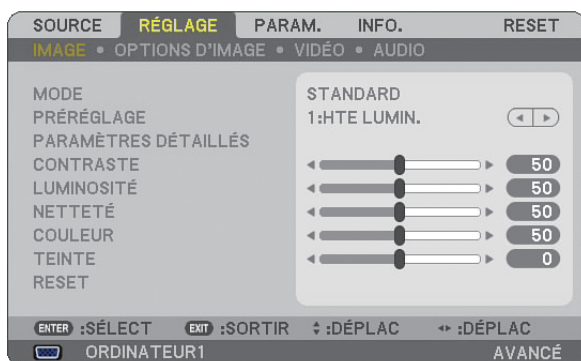 SOURCE RÉGLAGE PARAM. INFO. RESET
IMAGE • OPTIONS D'IMAGE • VIDÉO • AUDIO
MODE STANDARD
PRÉRÉGLAGE 1:HTE LUMIN.
PARAMÈTRES DÉTAILLÉS
CONTRASTE 50
LUMINOSITÉ 50
NETTETÉ 50
COULEUR 50
TEINTE 0
RESET
ENTER :SÉLECT EXIT :SORTIR :DÉPLAC :DÉPLAC
ORDINATEUR1 AVANCÉ